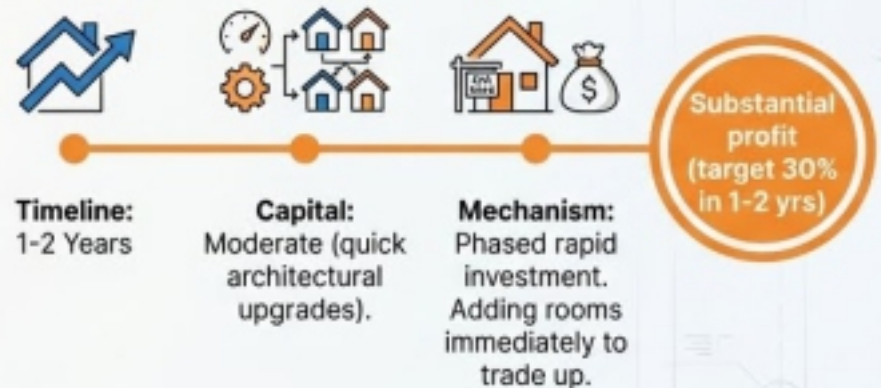 Timeline:
1-2 Years
Capital:
Moderate (quick
architectural
upgrades).
Mechanism:
Phased rapid
investment.
Adding rooms
immediately to
trade up.
Substantial
profit
(target 30%
in 1-2 yrs)
$